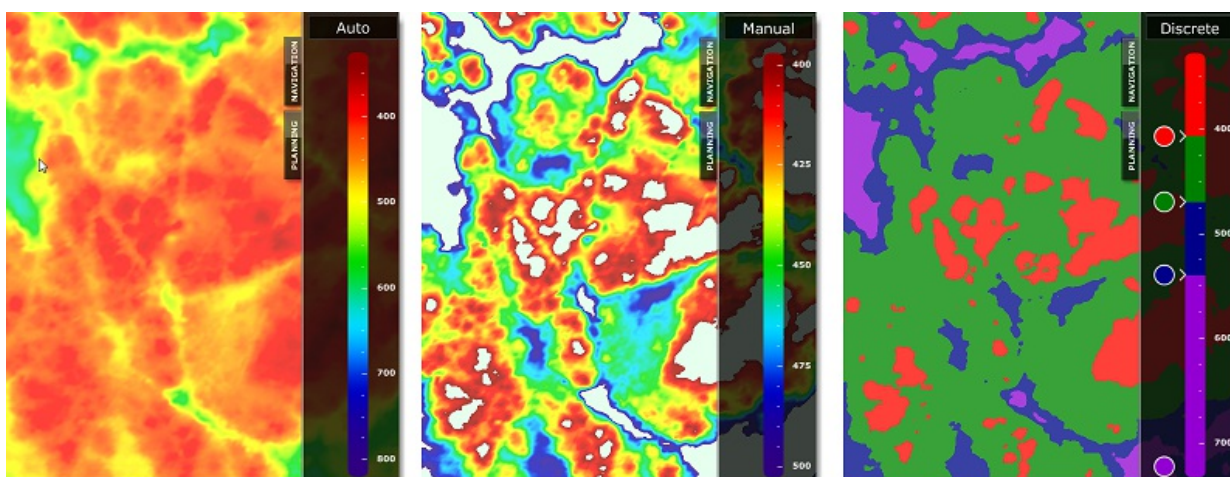 Auto
NAVIGATION
PLANNING
400
500
600
700
800
Manual
NAVIGATION
PLANNING
400
425
450
475
500
Discrete
NAVIGATION
PLANNING
400
500
600
700